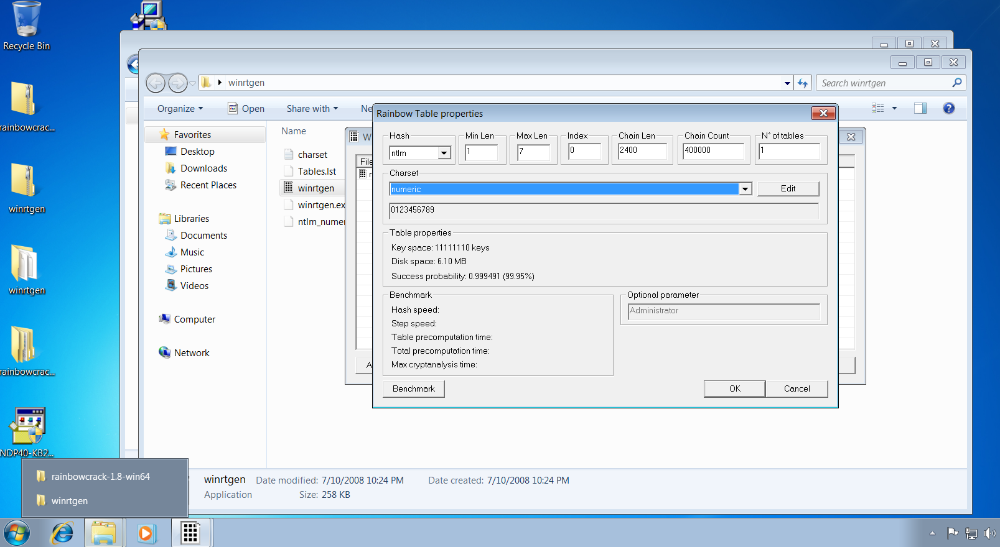 Recycle Bin
rainbowcrac...
winrtgen
winrtgen
rainbowcrac...
NDP40-KB2...
winrtgen
Search winrtgen
Organize
Open
Share with
Ne
Favorites
Desktop
Downloads
Recent Places
Libraries
Documents
Music
Pictures
Videos
Computer
Network
Name
charset
Tables.lst
winrtgen
winrtgen.ex
ntlm_numer
W
File
n
A
Rainbow Table properties
Hash
ntlm
Min Len
1
Max Len
7
Index
0
Chain Len
2400
Chain Count
400000
N° of tables
1
Charset
numeric
Edit
0123456789
Table properties
Key space: 11111110 keys
Disk space: 6.10 MB
Success probability: 0.999491 (99.95%)
Benchmark
Hash speed:
Step speed:
Table precomputation time:
Total precomputation time:
Max cryptanalysis time:
Optional parameter
Administrator
Benchmark
OK
Cancel
winrtgen Date modified: 7/10/2008 10:24 PM Date created: 7/10/2008 10:24 PM
Application Size: 258 KB
rainbowcrack-1.8-win64
winrtgen